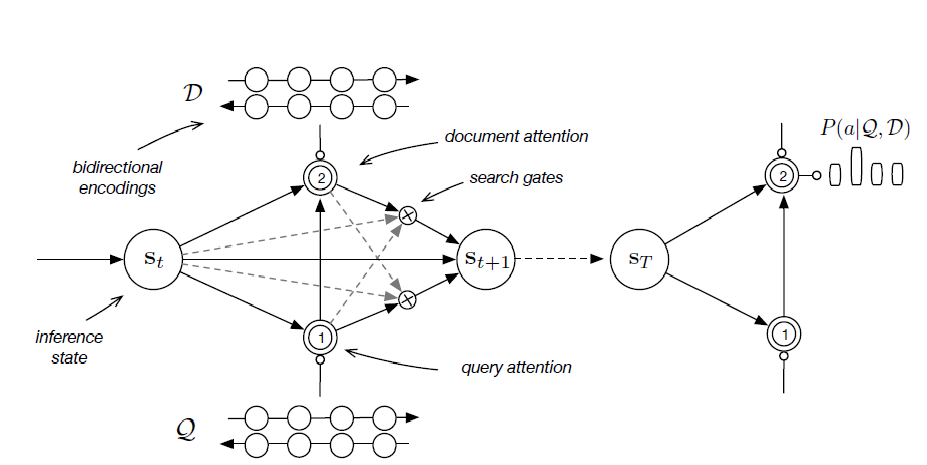 D
bidirectional
encodings
document attention
search gates
2
s_t
s_{t+1}
1
inference
state
query attention
Q
P(a|Q, D)
2
s_T
1